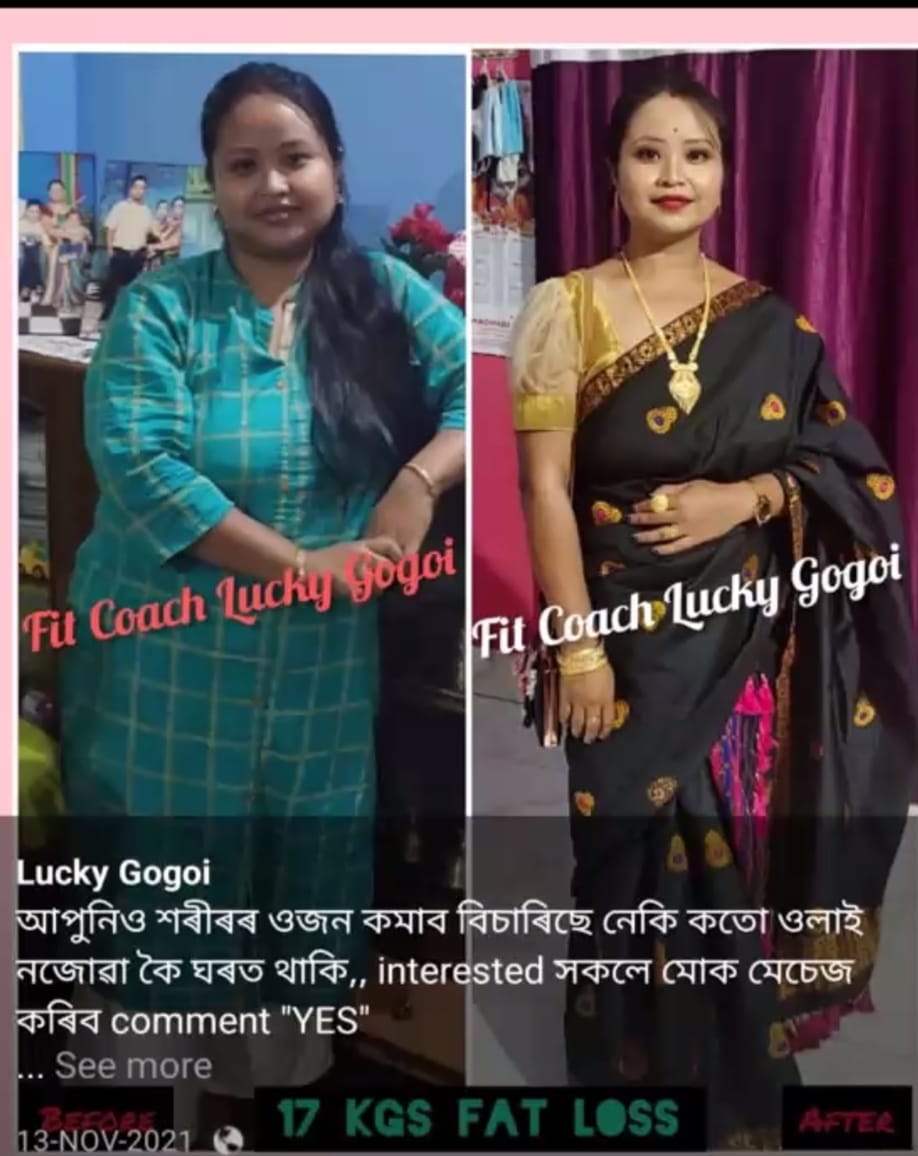 Fit Coach Lucky Gogoi
Fit Coach Lucky Gogoi
Lucky Gogoi
আপুনিও শৰীৰৰ ওজন কমাব বিচাৰিছে নেকি কতো ওলাই
নজোৱা কৈ ঘৰত থাকি,, interested সকলে মোক মেচেজ
কৰিব comment "YES"
... See more
BEFORE
17 KGS FAT LOSS
AFTER
13-NOV-2021